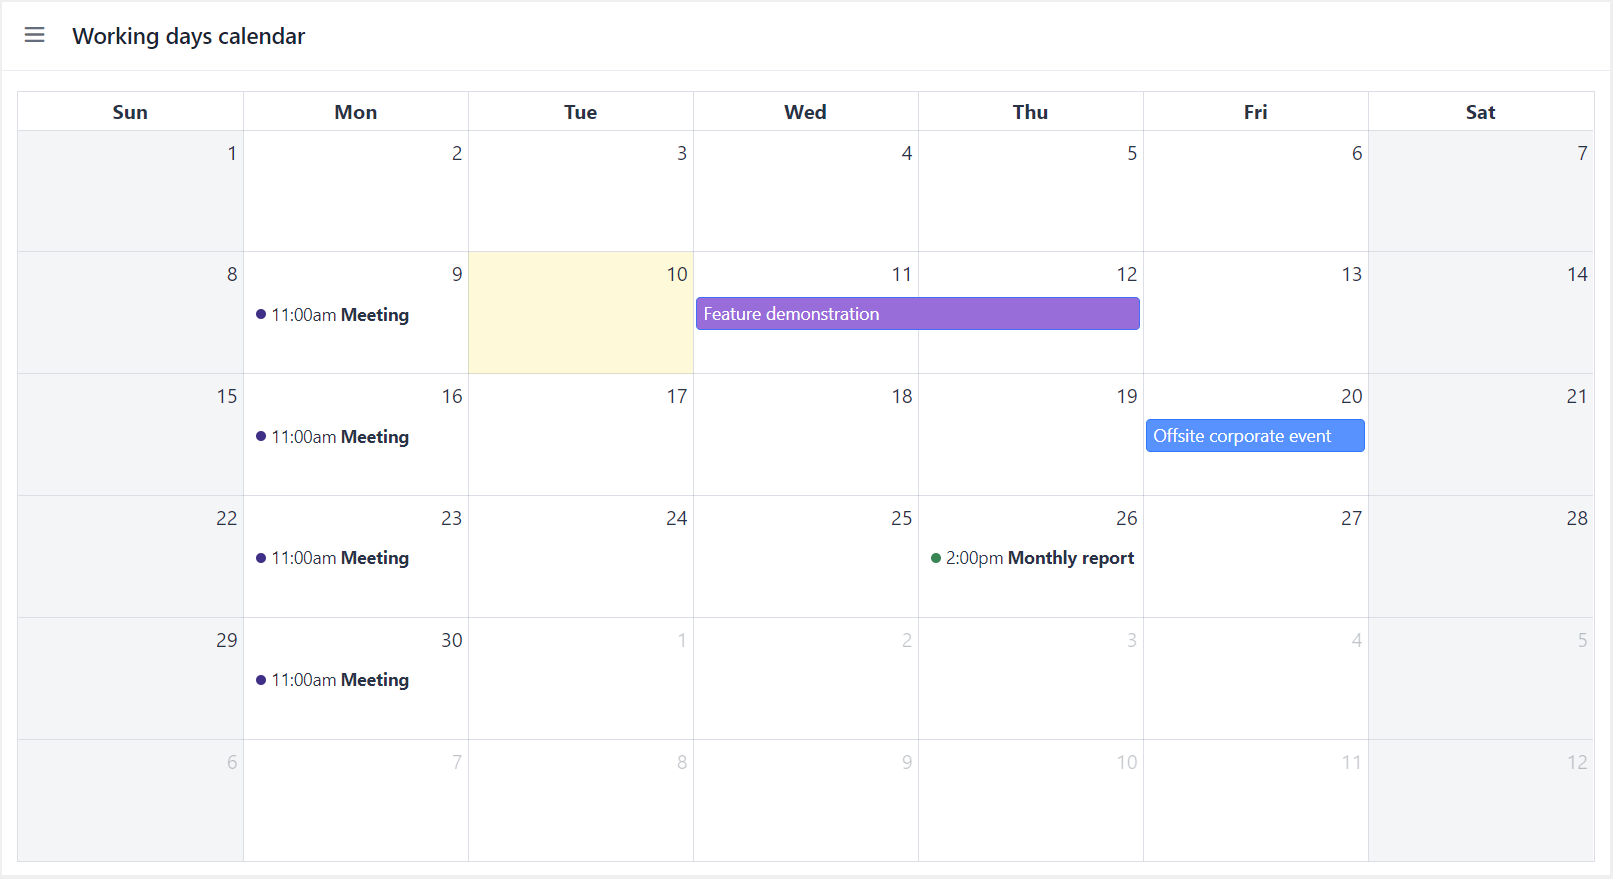 Working days calendar
Sun Mon Tue Wed Thu Fri Sat
1 2 3 4 5 6 7
8 9 10 11 12 13 14
11:00am Meeting
Feature demonstration
15 16 17 18 19 20 21
11:00am Meeting
Offsite corporate event
22 23 24 25 26 27 28
11:00am Meeting
2:00pm Monthly report
29 30 1 2 3 4 5
11:00am Meeting
6 7 8 9 10 11 12